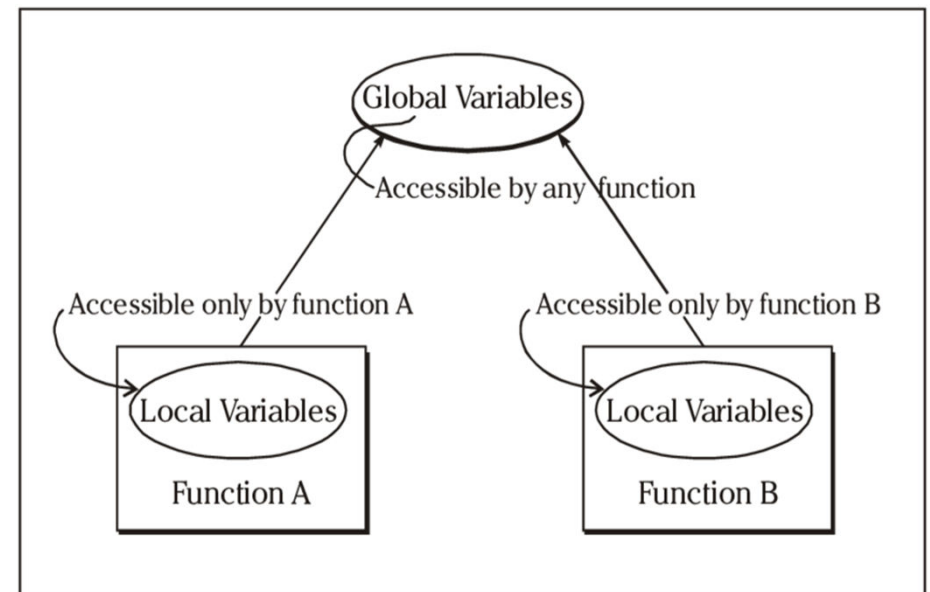 Global Variables
Accessible by any function
Accessible only by function A
Accessible only by function B
Local Variables
Local Variables
Function A
Function B